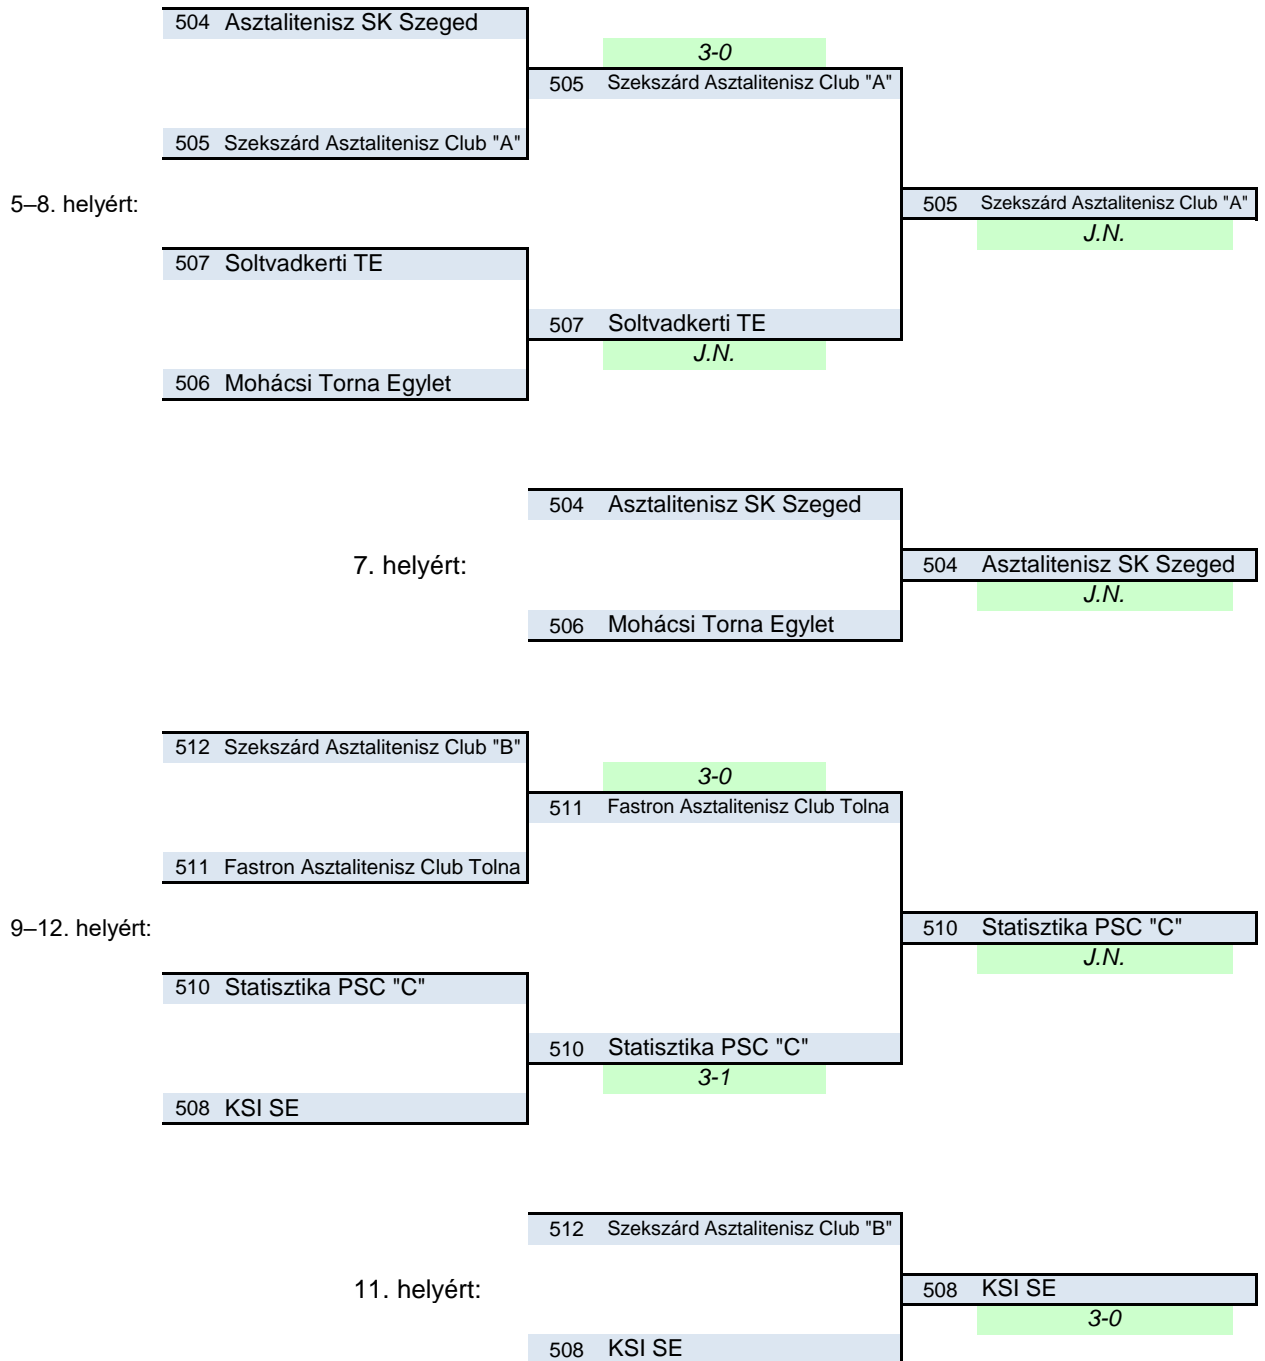 504 Asztalitenisz SK Szeged
3-0
505 Szekszárd Asztalitenisz Club "A"
505 Szekszárd Asztalitenisz Club "A"
5–8. helyért:
505 Szekszárd Asztalitenisz Club "A"
J.N.
507 Soltvadkerti TE
507 Soltvadkerti TE
J.N.
506 Mohácsi Torna Egylet
504 Asztalitenisz SK Szeged
7. helyért:
504 Asztalitenisz SK Szeged
J.N.
506 Mohácsi Torna Egylet
512 Szekszárd Asztalitenisz Club "B"
3-0
511 Fastron Asztalitenisz Club Tolna
511 Fastron Asztalitenisz Club Tolna
9–12. helyért:
510 Statisztika PSC "C"
J.N.
510 Statisztika PSC "C"
510 Statisztika PSC "C"
3-1
508 KSI SE
512 Szekszárd Asztalitenisz Club "B"
11. helyért:
508 KSI SE
3-0
508 KSI SE